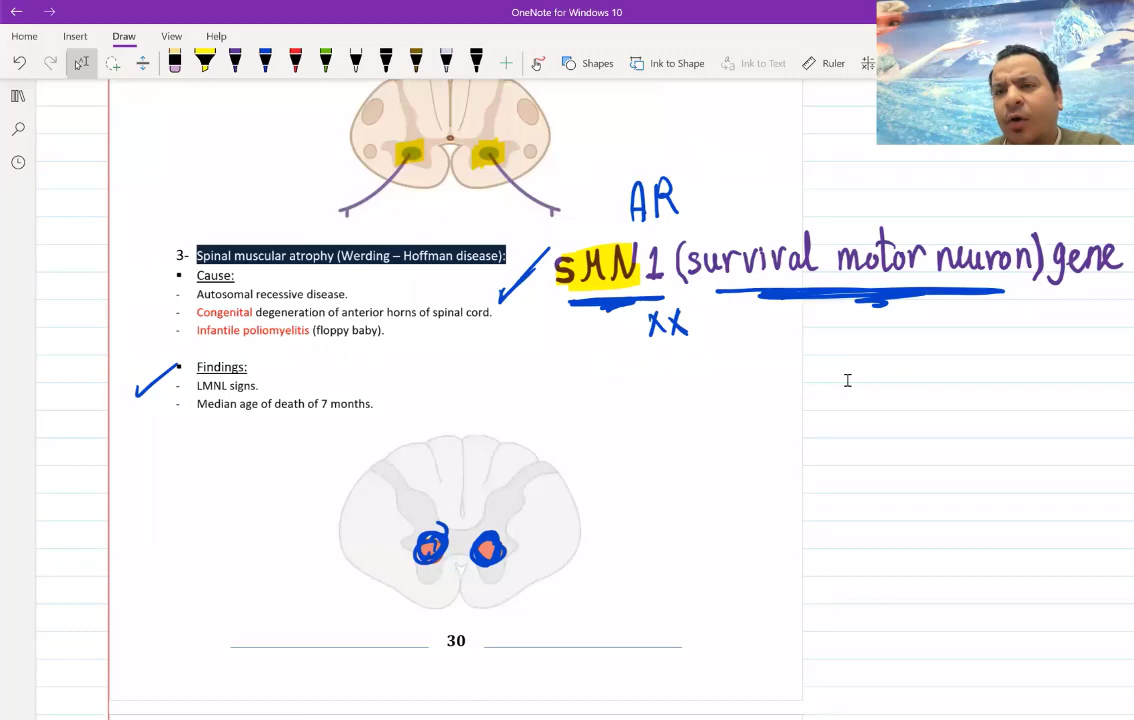 OneNote for Windows 10
Home Insert Draw View Help
Shapes Ink to Shape Ink to Text Ruler
AR
3- Spinal muscular atrophy (Werding – Hoffman disease):
SMN1 (survival motor neuron) gene
▪ Cause:
- Autosomal recessive disease.
- Congenital degeneration of anterior horns of spinal cord.
XX
- Infantile poliomyelitis (floppy baby).
▪ Findings:
- LMNL signs.
- Median age of death of 7 months.
30